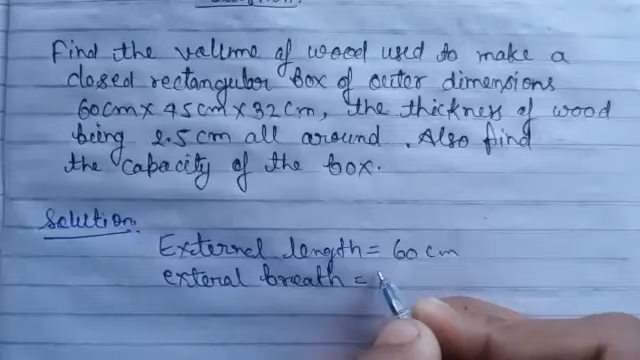 Find the volume of wood used to make a
closed rectangular box of outer dimensions
60cm x 45cm x 32cm, the thickness of wood
being 2.5cm all around. Also find
the capacity of the box.
Solution.
External length = 60 cm
exteral breath =